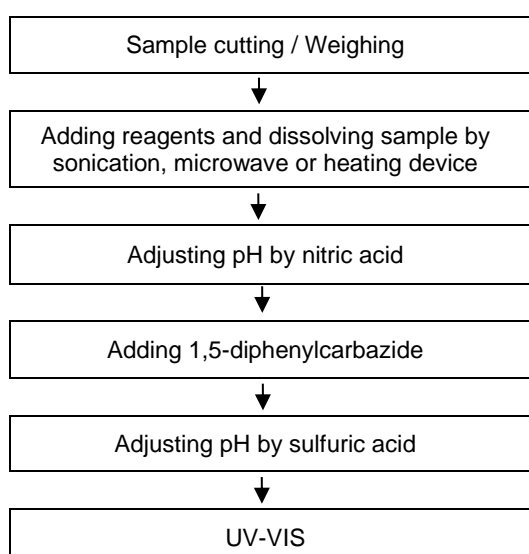 Sample cutting / Weighing
Adding reagents and dissolving sample by
sonication, microwave or heating device
Adjusting pH by nitric acid
Adding 1,5-diphenylcarbazide
Adjusting pH by sulfuric acid
UV-VIS